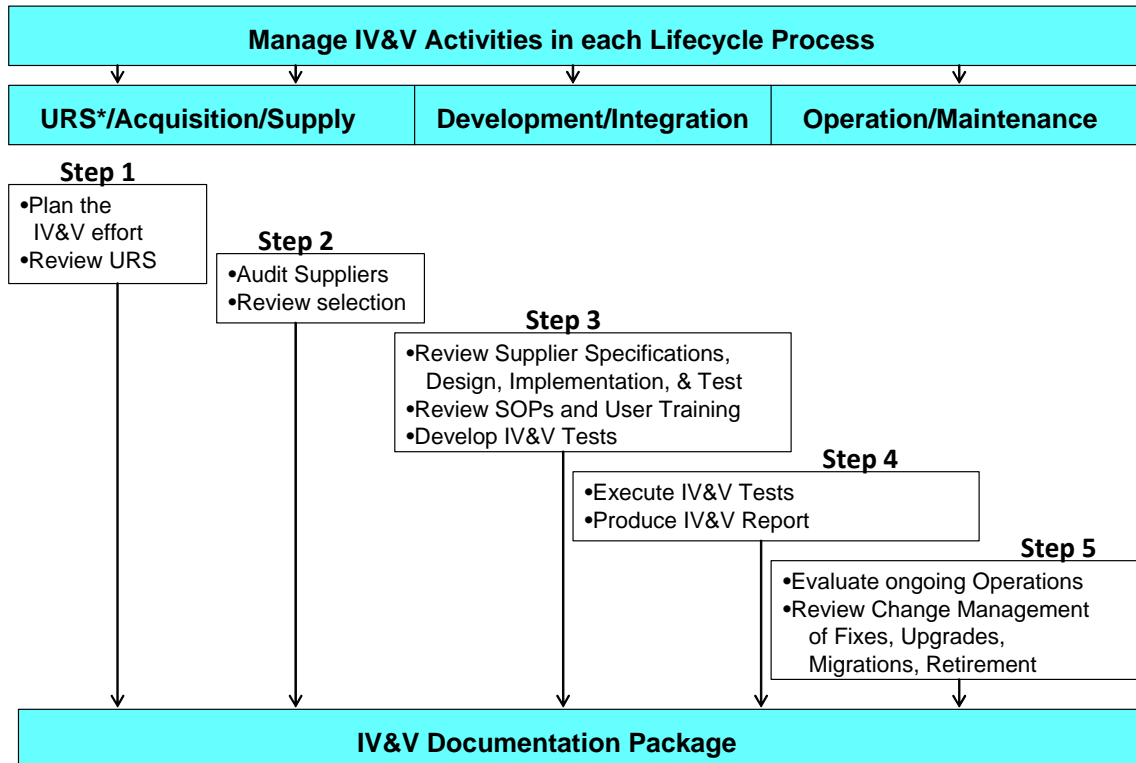 Manage IV&V Activities in each Lifecycle Process
URS*/Acquisition/Supply
Development/Integration
Operation/Maintenance
Step 1
•Plan the
IV&V effort
•Review URS
Step 2
•Audit Suppliers
•Review selection
Step 3
•Review Supplier Specifications,
Design, Implementation, & Test
•Review SOPs and User Training
•Develop IV&V Tests
Step 4
•Execute IV&V Tests
•Produce IV&V Report
Step 5
•Evaluate ongoing Operations
•Review Change Management
of Fixes, Upgrades,
Migrations, Retirement
IV&V Documentation Package